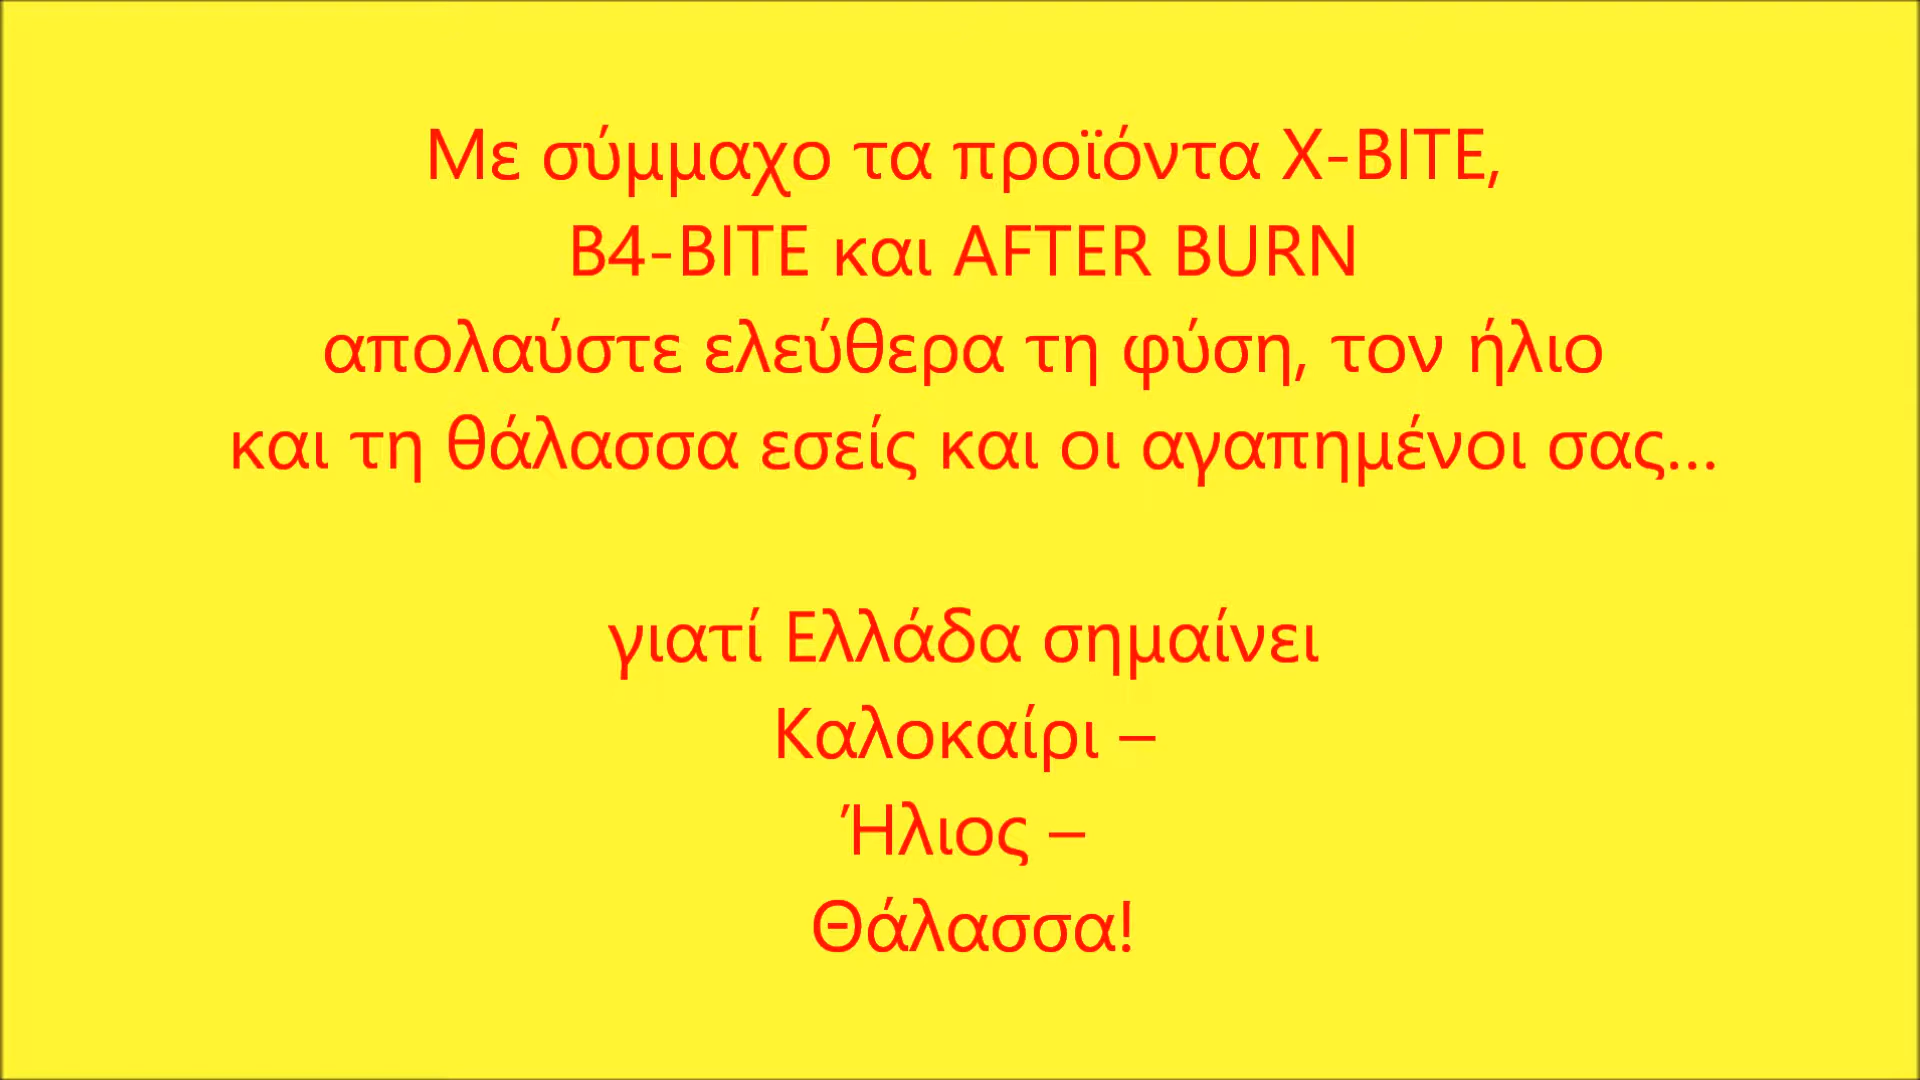 Με σύμμαχο τα προϊόντα X-BITE,
B4-BITE και AFTER BURN
απολαύστε ελεύθερα τη φύση, τον ήλιο
και τη θάλασσα εσείς και οι αγαπημένοι σας...
γιατί Ελλάδα σημαίνει
Καλοκαίρι –
Ήλιος –
Θάλασσα!